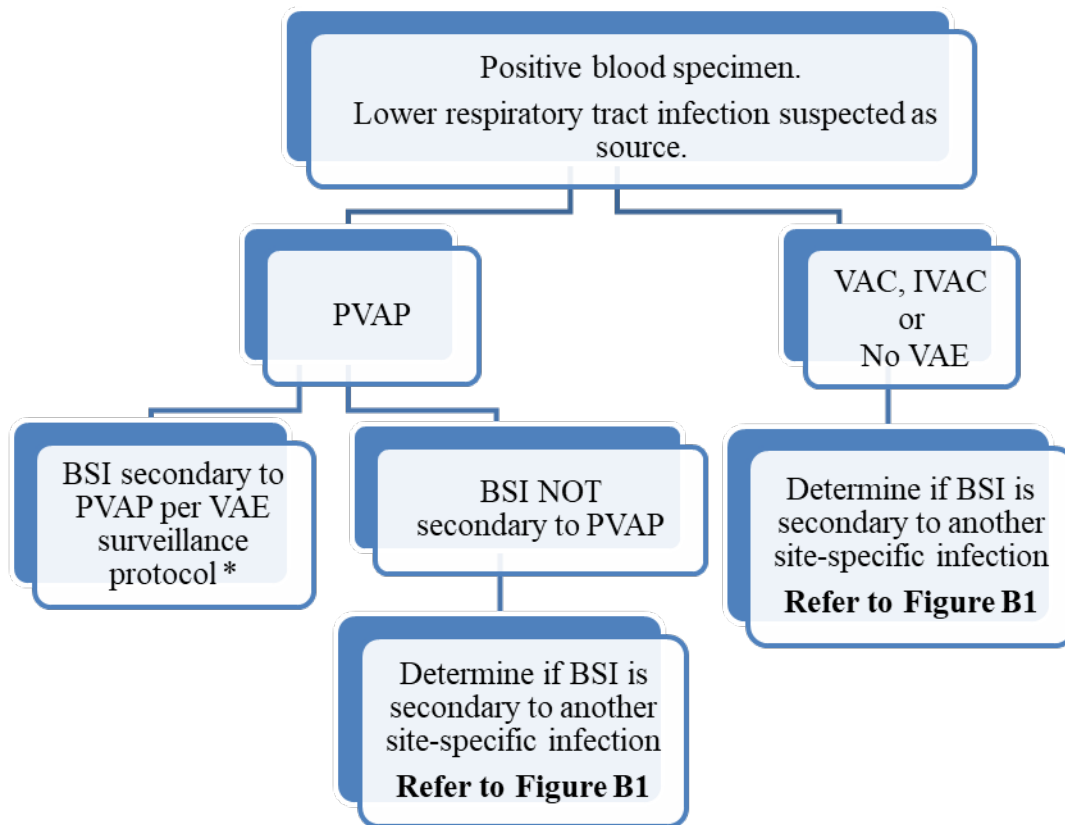 Positive blood specimen.
Lower respiratory tract infection suspected as
source.
PVAP
VAC, IVAC
or
No VAE
BSI secondary to
PVAP per VAE
surveillance
protocol *
BSI NOT
secondary to PVAP
Determine if BSI is
secondary to another
site-specific infection
Refer to Figure B1
Determine if BSI is
secondary to another
site-specific infection
Refer to Figure B1